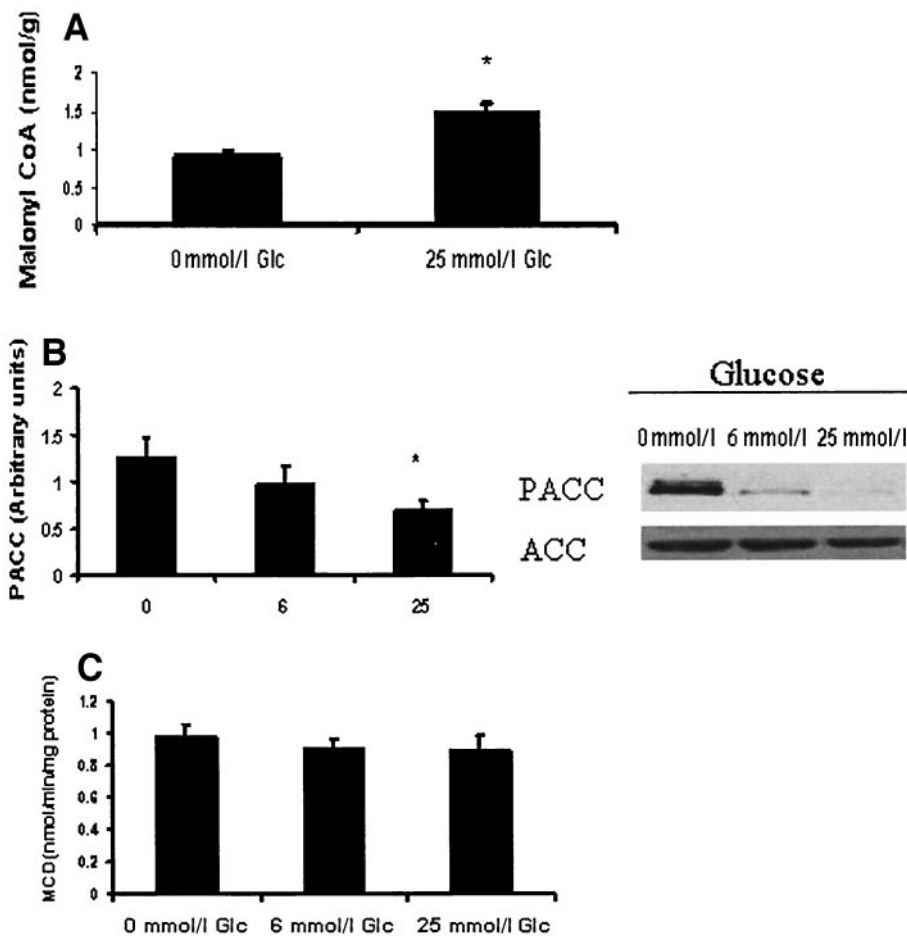 A
Malonyl CoA (nmol/g)
2
*
1.5
1
0.5
0
0 mmol/l Glc 25 mmol/l Glc
B
PACC (Arbitrary units)
2
1.5
*
1
0.5
0
0 6 25
Glucose
0 mmol/l 6 mmol/l 25 mmol/l
PACC
ACC
C
MCD (nmol/min/mg protein)
1.2
1
0.8
0.6
0.4
0.2
0
0 mmol/l Glc 6 mmol/l Glc 25 mmol/l Glc